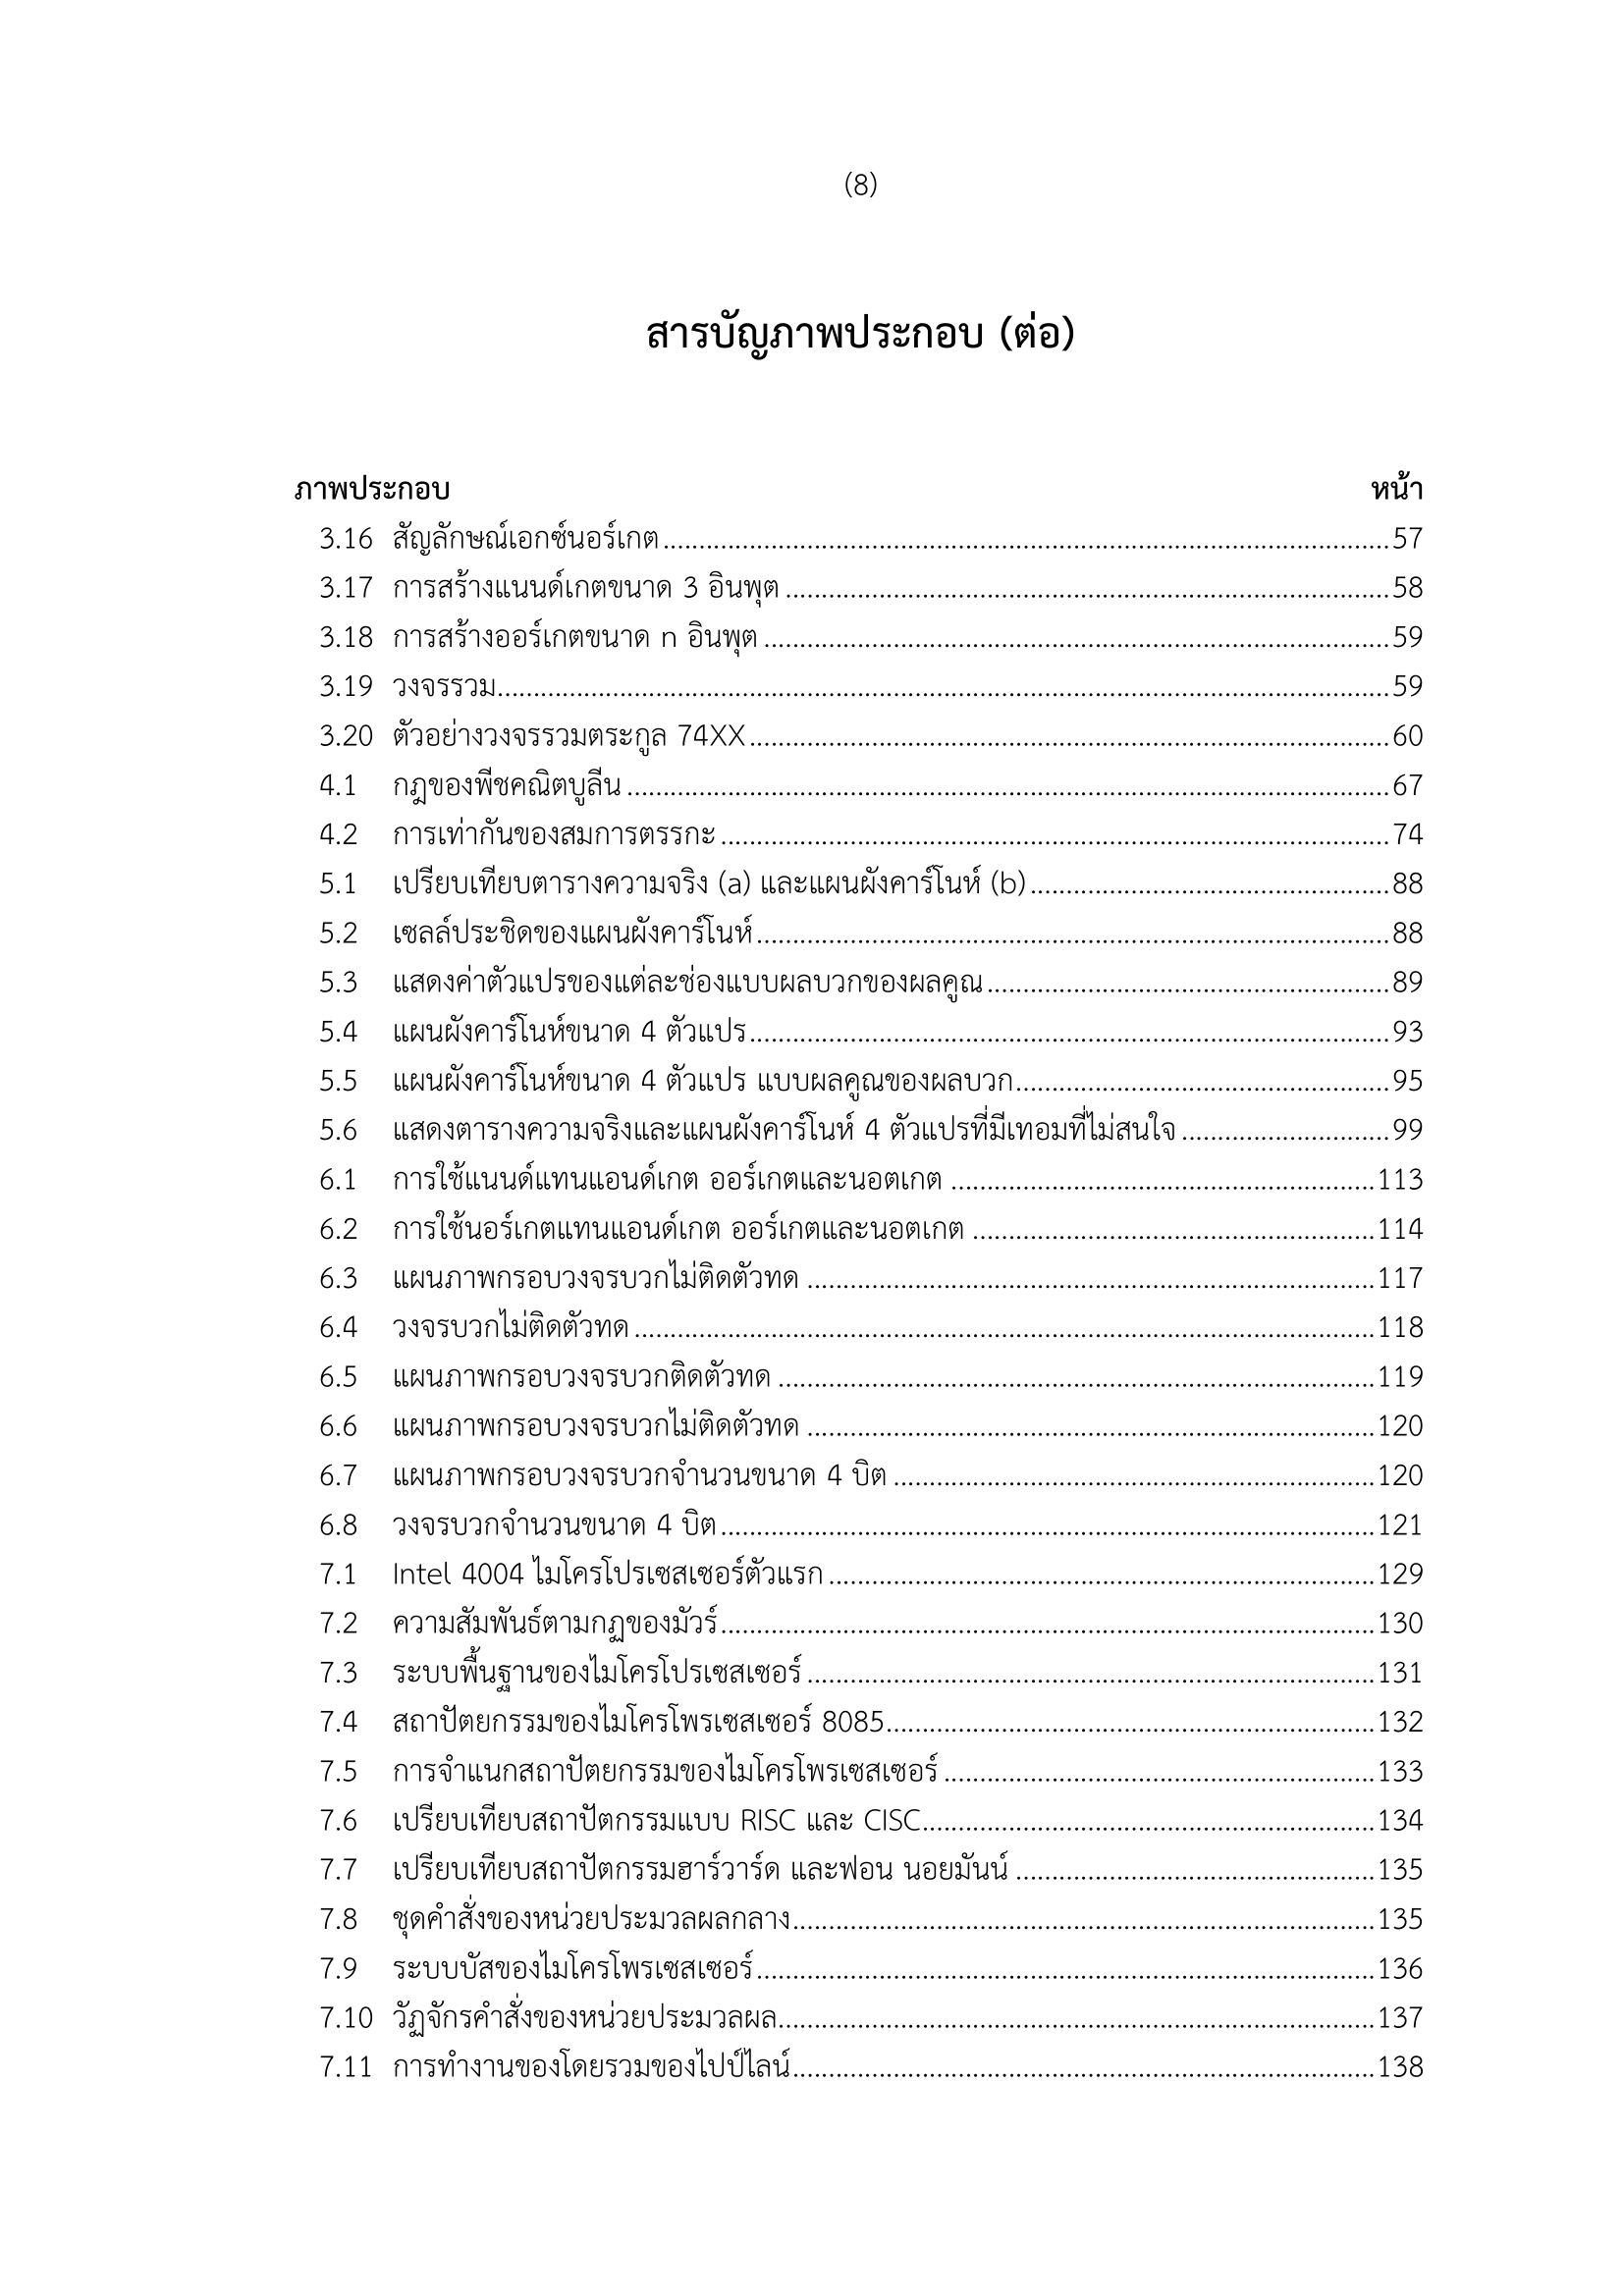 (8)
สารบัญภาพประกอบ (ต่อ)
ภาพประกอบ หน้า
3.16 สัญลักษณ์เอกซ์นอร์เกต 57
3.17 การสร้างแนนด์เกตขนาด 3 อินพุต 58
3.18 การสร้างออร์เกตขนาด n อินพุต 59
3.19 วงจรรวม 59
3.20 ตัวอย่างวงจรรวมตระกูล 74XX 60
4.1 กฎของพีชคณิตบูลีน 67
4.2 การเท่ากันของสมการตรรกะ 74
5.1 เปรียบเทียบตารางความจริง (a) และแผนผังคาร์โนห์ (b) 88
5.2 เซลล์ประชิดของแผนผังคาร์โนห์ 88
5.3 แสดงค่าตัวแปรของแต่ละช่องแบบผลบวกของผลคูณ 89
5.4 แผนผังคาร์โนห์ขนาด 4 ตัวแปร 93
5.5 แผนผังคาร์โนห์ขนาด 4 ตัวแปร แบบผลคูณของผลบวก 95
5.6 แสดงตารางความจริงและแผนผังคาร์โนห์ 4 ตัวแปรที่มีเทอมที่ไม่สนใจ 99
6.1 การใช้แนนด์แทนแอนด์เกต ออร์เกตและนอตเกต 113
6.2 การใช้นอร์เกตแทนแอนด์เกต ออร์เกตและนอตเกต 114
6.3 แผนภาพกรอบวงจรบวกไม่ติดตัวทด 117
6.4 วงจรบวกไม่ติดตัวทด 118
6.5 แผนภาพกรอบวงจรบวกติดตัวทด 119
6.6 แผนภาพกรอบวงจรบวกไม่ติดตัวทด 120
6.7 แผนภาพกรอบวงจรบวกจำนวนขนาด 4 บิต 120
6.8 วงจรบวกจำนวนขนาด 4 บิต 121
7.1 Intel 4004 ไมโครโปรเซสเซอร์ตัวแรก 129
7.2 ความสัมพันธ์ตามกฏของมัวร์ 130
7.3 ระบบพื้นฐานของไมโครโปรเซสเซอร์ 131
7.4 สถาปัตยกรรมของไมโครโพรเซสเซอร์ 8085 132
7.5 การจำแนกสถาปัตยกรรมของไมโครโพรเซสเซอร์ 133
7.6 เปรียบเทียบสถาปัตกรรมแบบ RISC และ CISC 134
7.7 เปรียบเทียบสถาปัตกรรมฮาร์วาร์ด และฟอน นอยมันน์ 135
7.8 ชุดคำสั่งของหน่วยประมวลผลกลาง 135
7.9 ระบบบัสของไมโครโพรเซสเซอร์ 136
7.10 วัฏจักรคำสั่งของหน่วยประมวลผล 137
7.11 การทำงานของโดยรวมของไปป์ไลน์ 138